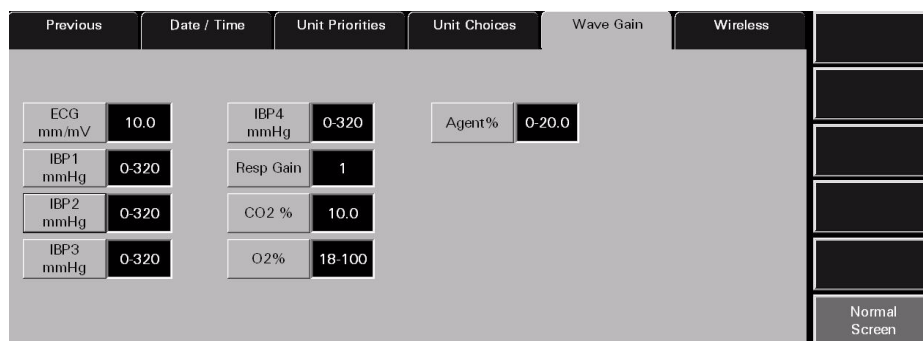 Previous
Date / Time
Unit Priorities
Unit Choices
Wave Gain
Wireless
ECG
mm/mV
10.0
IBP1
mmHg
0-320
IBP2
mmHg
0-320
IBP3
mmHg
0-320
IBP4
mmHg
0-320
Resp Gain
1
CO2 %
10.0
O2%
18-100
Agent%
0-20.0
Normal
Screen